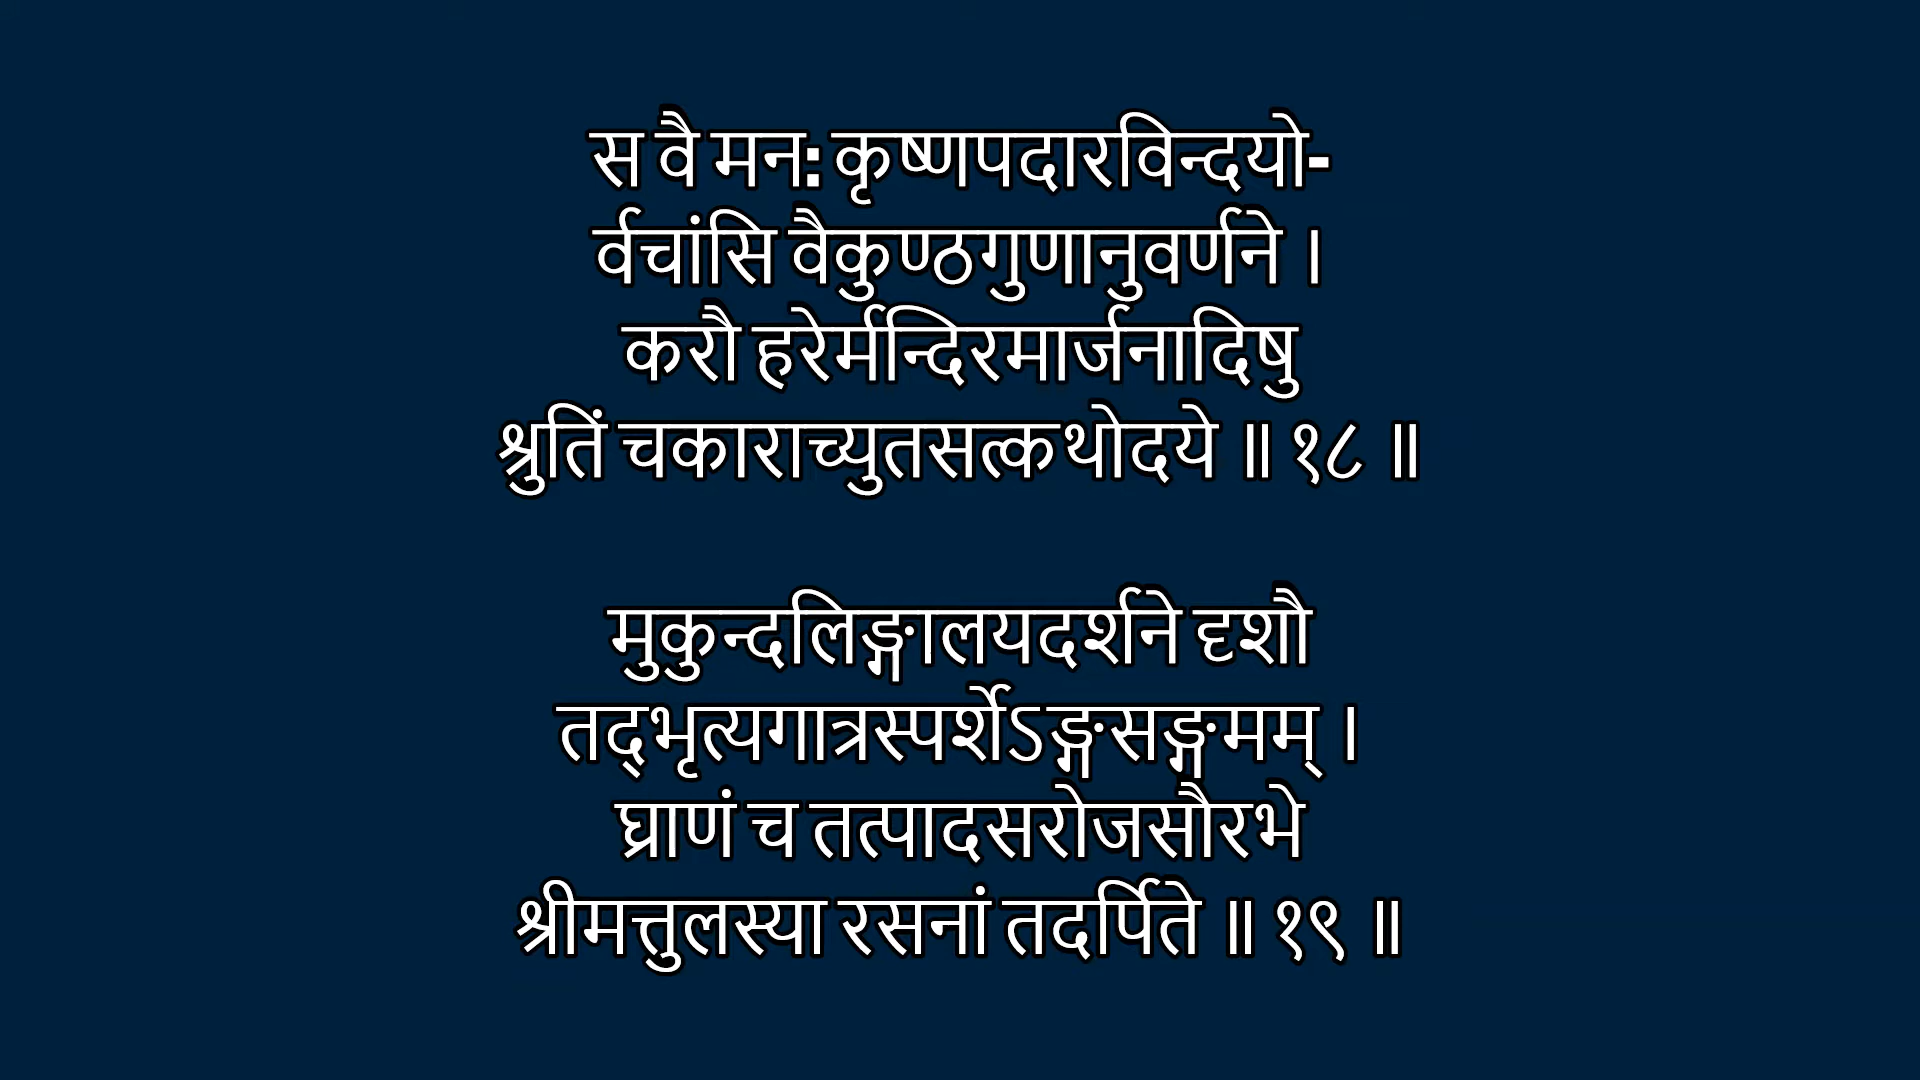 स वै मन: कृष्णपदारविन्दयो-
र्वचांसि वैकुण्ठगुणानुवर्णने ।
करौ हरेर्मन्दिरमार्जनादिषु
श्रुतिं चकाराच्युतसत्कथोदये ॥ १८ ॥
मुकुन्दलिङ्गालयदर्शने दृशौ
तद्‌भृत्यगात्रस्पर्शेऽङ्गसङ्गमम् ।
घ्राणं च तत्पादसरोजसौरभे
श्रीमत्तुलस्या रसनां तदर्पिते ॥ १९ ॥